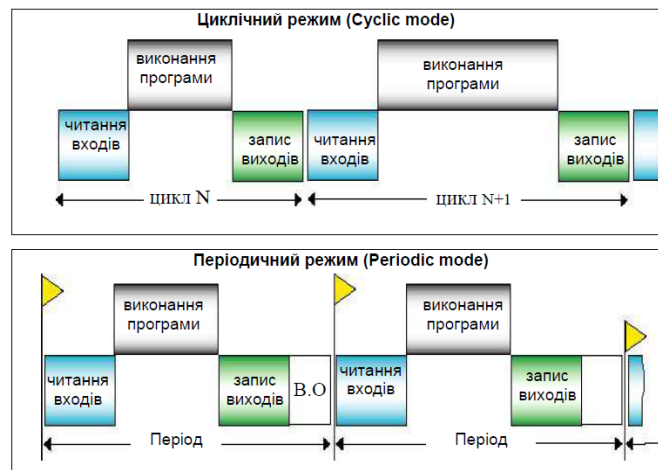 Циклічний режим (Cyclic mode)
виконання
програми
виконання
програми
читання
входів
запис
виходів
читання
входів
запис
виходів
цикл N
цикл N+1
Періодичний режим (Periodic mode)
виконання
програми
виконання
програми
читання
входів
запис
виходів
В.О
читання
входів
запис
виходів
Період
Період